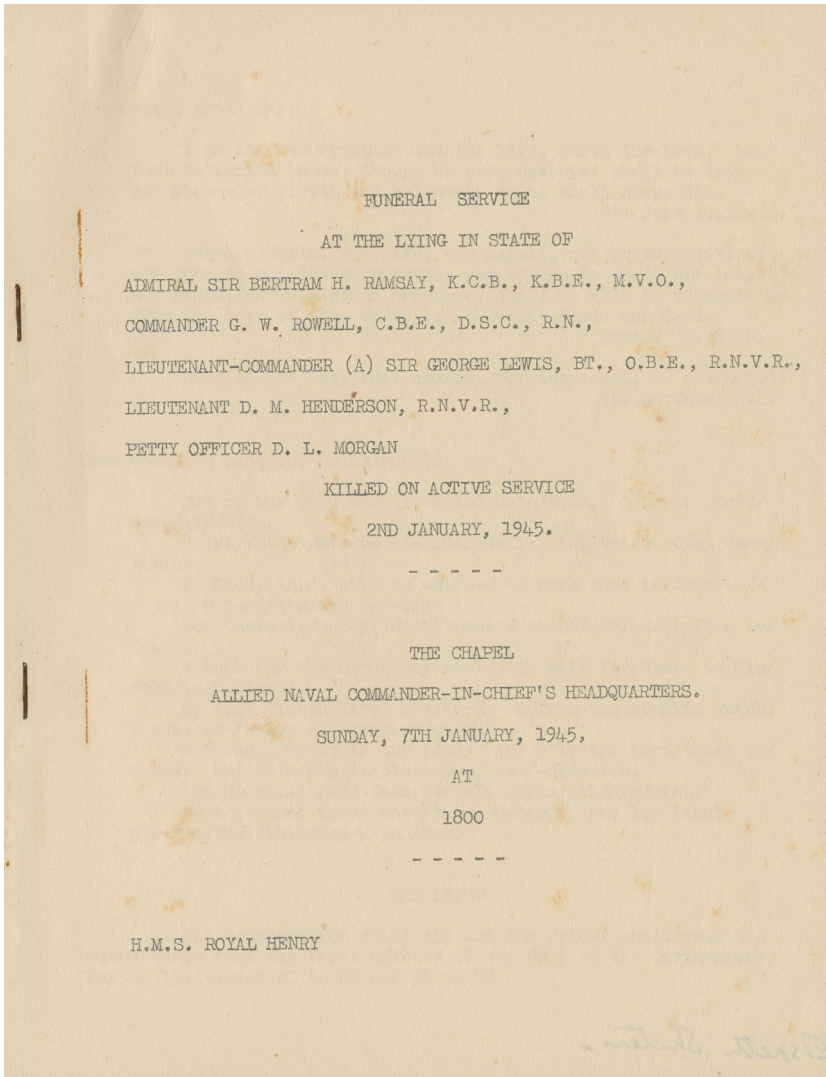 FUNERAL SERVICE
AT THE LYING IN STATE OF
ADMIRAL SIR BERTRAM H. RAMSAY, K.C.B., K.B.E., M.V.O.,
COMMANDER G. W. ROWELL, C.B.E., D.S.C., R.N.,
LIEUTENANT-COMMANDER (A) SIR GEORGE LEWIS, BT., O.B.E., R.N.V.R.,
LIEUTENANT D. M. HENDERSON, R.N.V.R.,
PETTY OFFICER D. L. MORGAN
KILLED ON ACTIVE SERVICE
2ND JANUARY, 1945.
- - - - -
THE CHAPEL
ALLIED NAVAL COMMANDER-IN-CHIEF'S HEADQUARTERS.
SUNDAY, 7TH JANUARY, 1945,
AT
1800
- - - - -
H.M.S. ROYAL HENRY